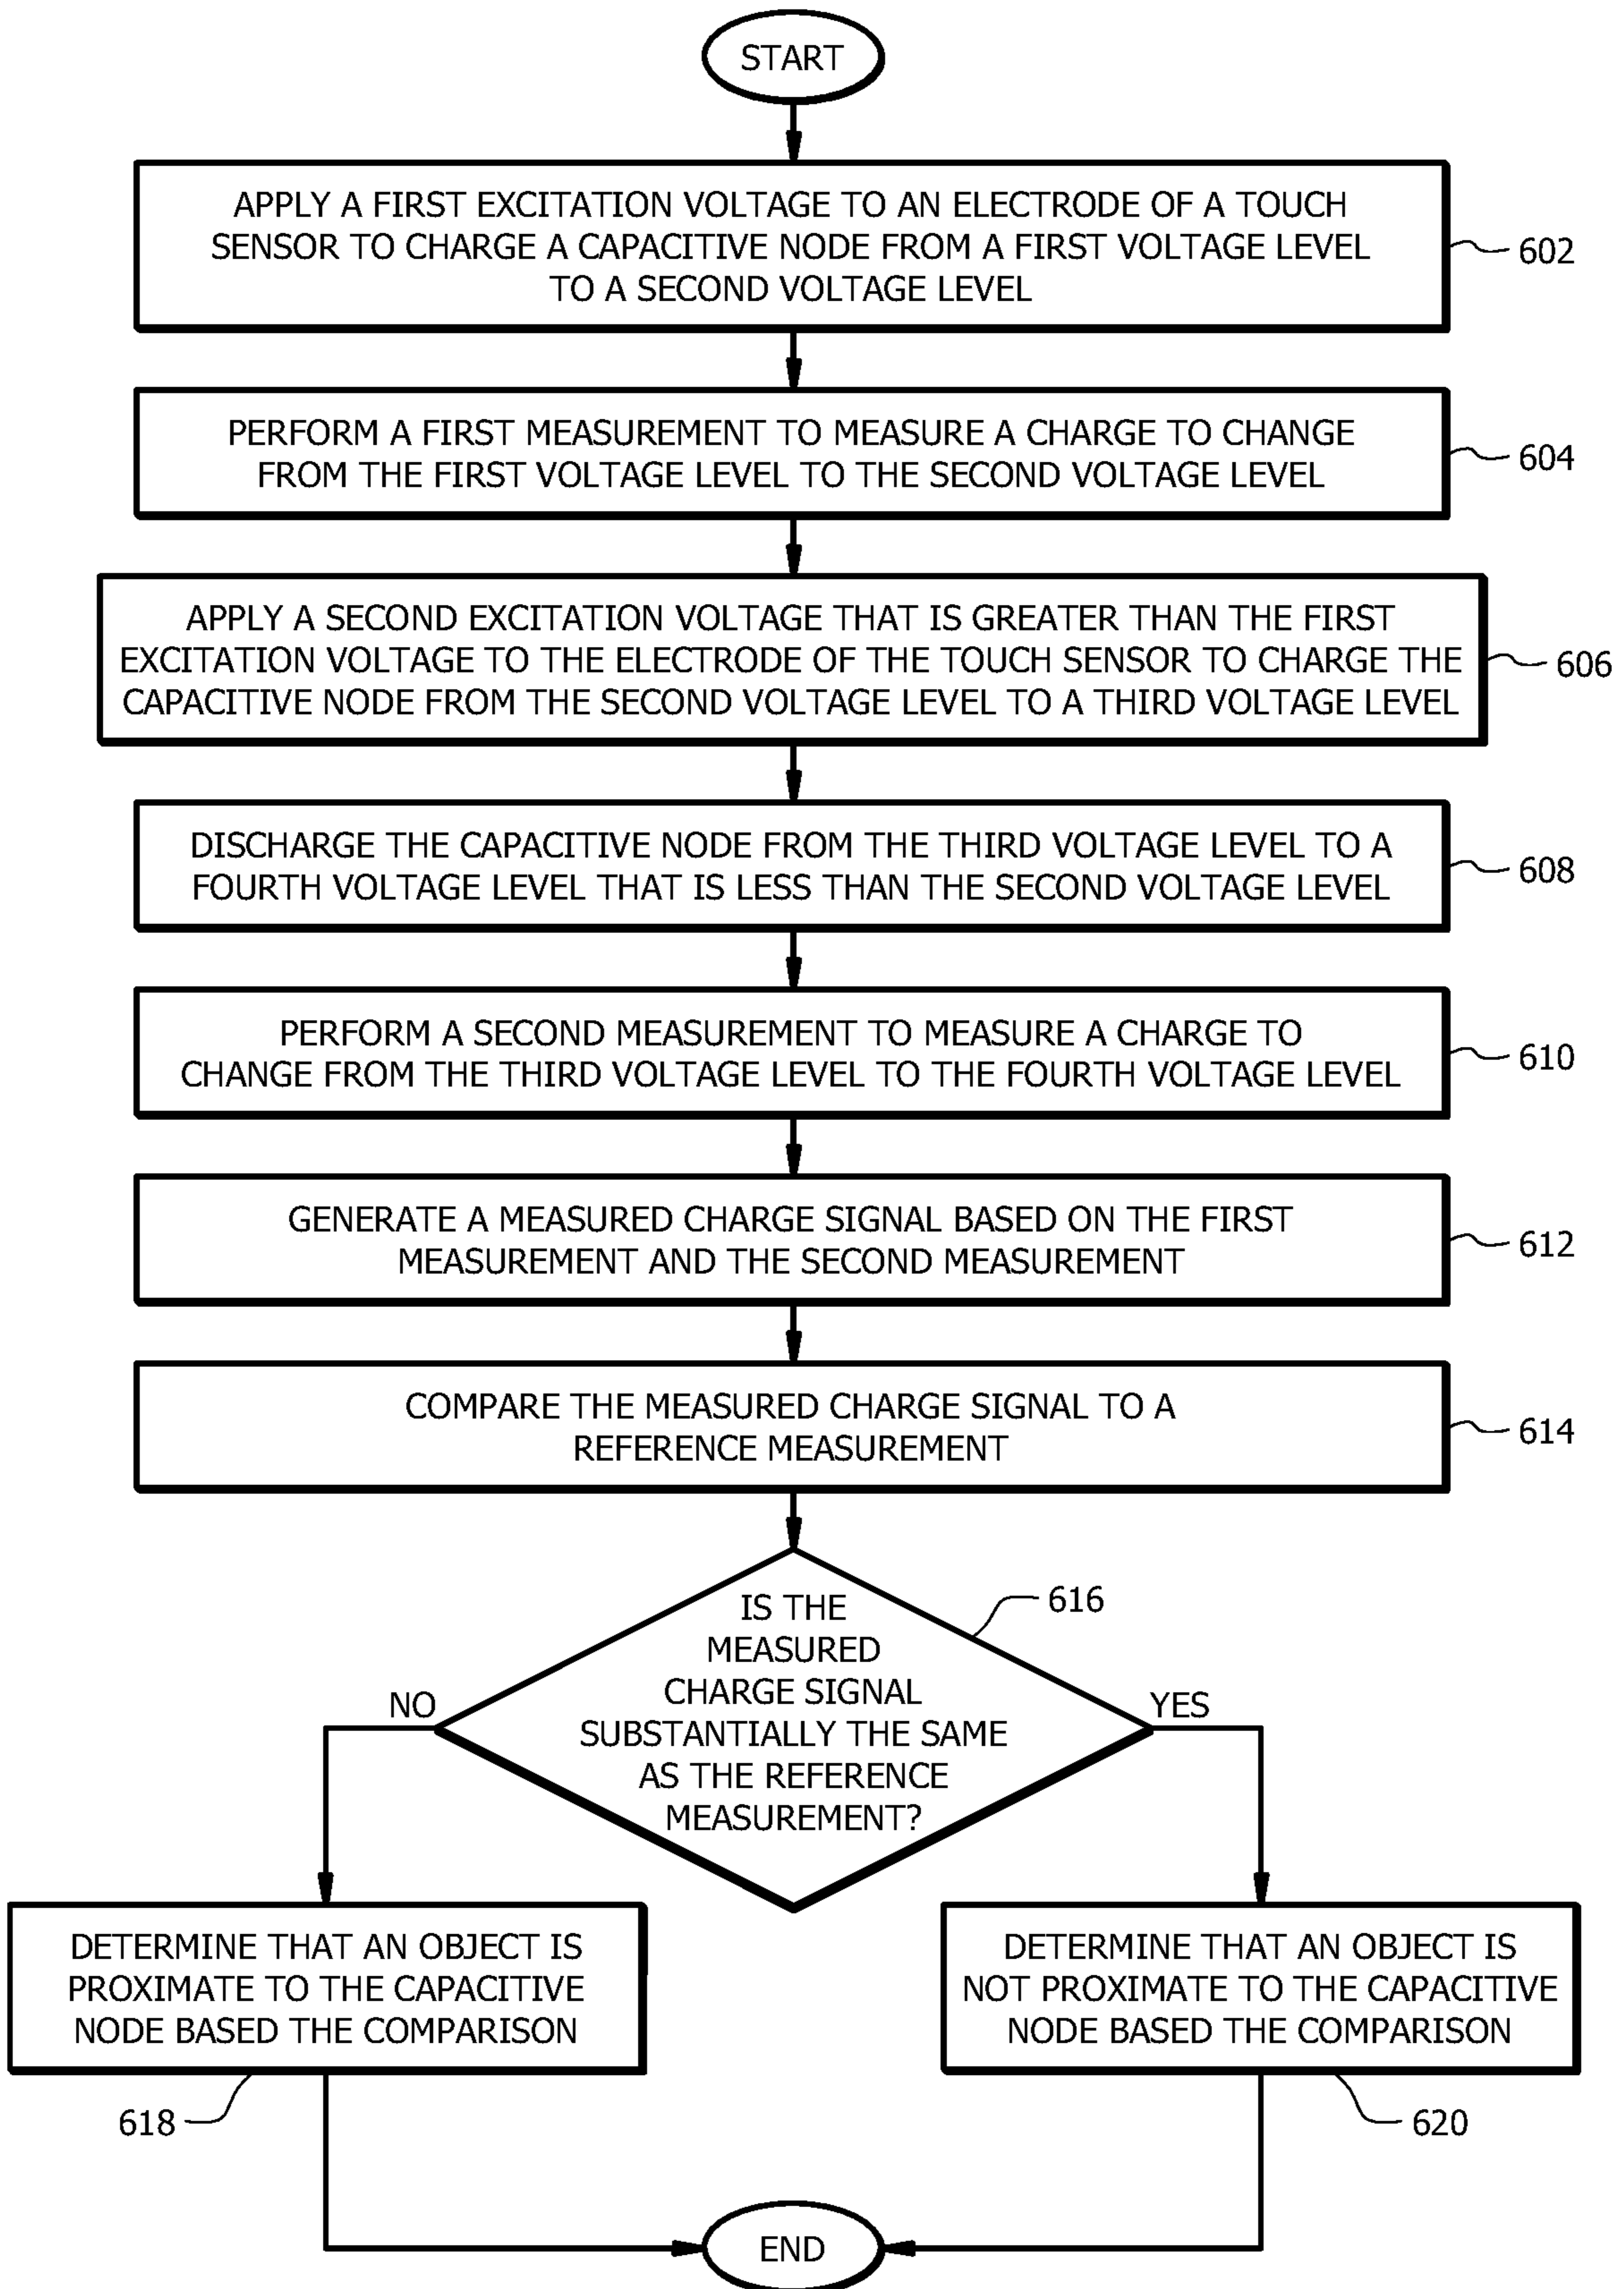 START
APPLY A FIRST EXCITATION VOLTAGE TO AN ELECTRODE OF A TOUCH
SENSOR TO CHARGE A CAPACITIVE NODE FROM A FIRST VOLTAGE LEVEL
TO A SECOND VOLTAGE LEVEL
602
PERFORM A FIRST MEASUREMENT TO MEASURE A CHARGE TO CHANGE
FROM THE FIRST VOLTAGE LEVEL TO THE SECOND VOLTAGE LEVEL
604
APPLY A SECOND EXCITATION VOLTAGE THAT IS GREATER THAN THE FIRST
EXCITATION VOLTAGE TO THE ELECTRODE OF THE TOUCH SENSOR TO CHARGE THE
CAPACITIVE NODE FROM THE SECOND VOLTAGE LEVEL TO A THIRD VOLTAGE LEVEL
606
DISCHARGE THE CAPACITIVE NODE FROM THE THIRD VOLTAGE LEVEL TO A
FOURTH VOLTAGE LEVEL THAT IS LESS THAN THE SECOND VOLTAGE LEVEL
608
PERFORM A SECOND MEASUREMENT TO MEASURE A CHARGE TO
CHANGE FROM THE THIRD VOLTAGE LEVEL TO THE FOURTH VOLTAGE LEVEL
610
GENERATE A MEASURED CHARGE SIGNAL BASED ON THE FIRST
MEASUREMENT AND THE SECOND MEASUREMENT
612
COMPARE THE MEASURED CHARGE SIGNAL TO A
REFERENCE MEASUREMENT
614
IS THE
MEASURED
CHARGE SIGNAL
SUBSTANTIALLY THE SAME
AS THE REFERENCE
MEASUREMENT?
616
NO
YES
DETERMINE THAT AN OBJECT IS
PROXIMATE TO THE CAPACITIVE
NODE BASED THE COMPARISON
618
DETERMINE THAT AN OBJECT IS
NOT PROXIMATE TO THE CAPACITIVE
NODE BASED THE COMPARISON
620
END